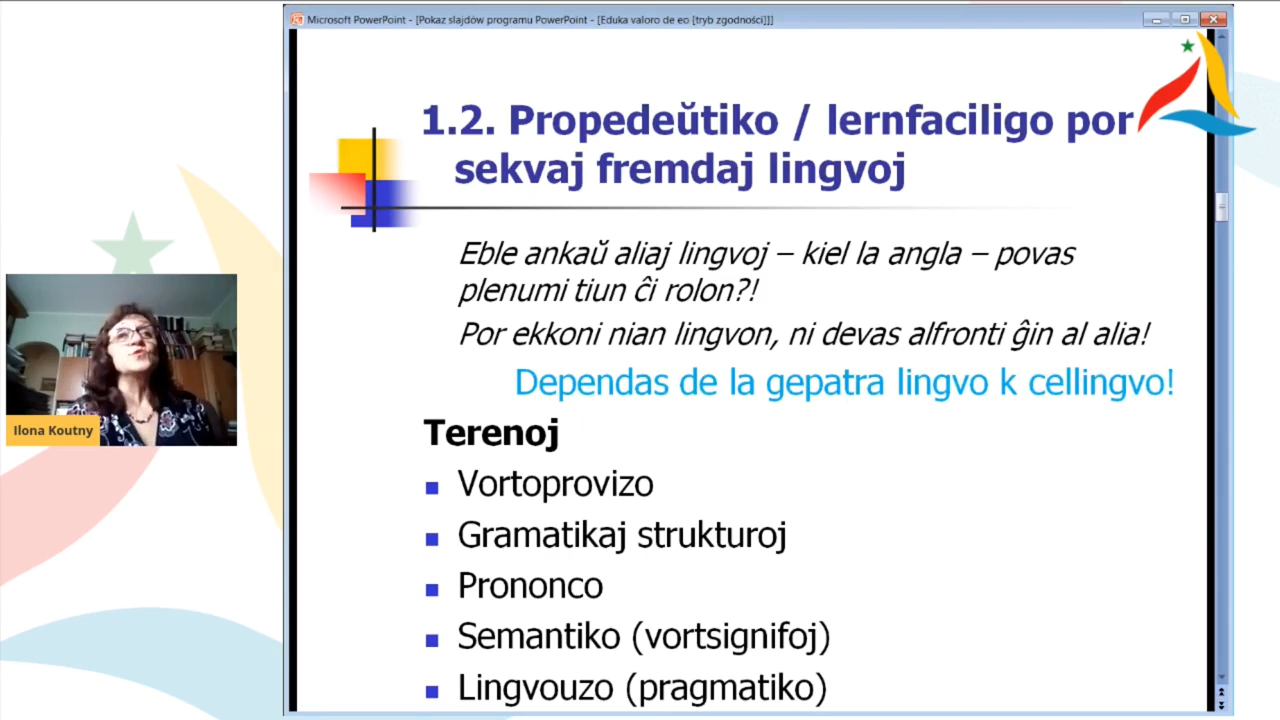 Microsoft PowerPoint - [Pokaz slajdów programu PowerPoint - [Eduka valoro de eo [tryb zgodności]]]
1.2. Propedeŭtiko / lernfaciligo por
sekvaj fremdaj lingvoj
Eble ankaŭ aliaj lingvoj – kiel la angla – povas
plenumi tiun ĉi rolon?!
Por ekkoni nian lingvon, ni devas alfronti ĝin al alia!
Dependas de la gepatra lingvo k cellingvo!
Terenoj
Vortoprovizo
Gramatikaj strukturoj
Prononco
Semantiko (vortsignifoj)
Lingvouzo (pragmatiko)
Ilona Koutny